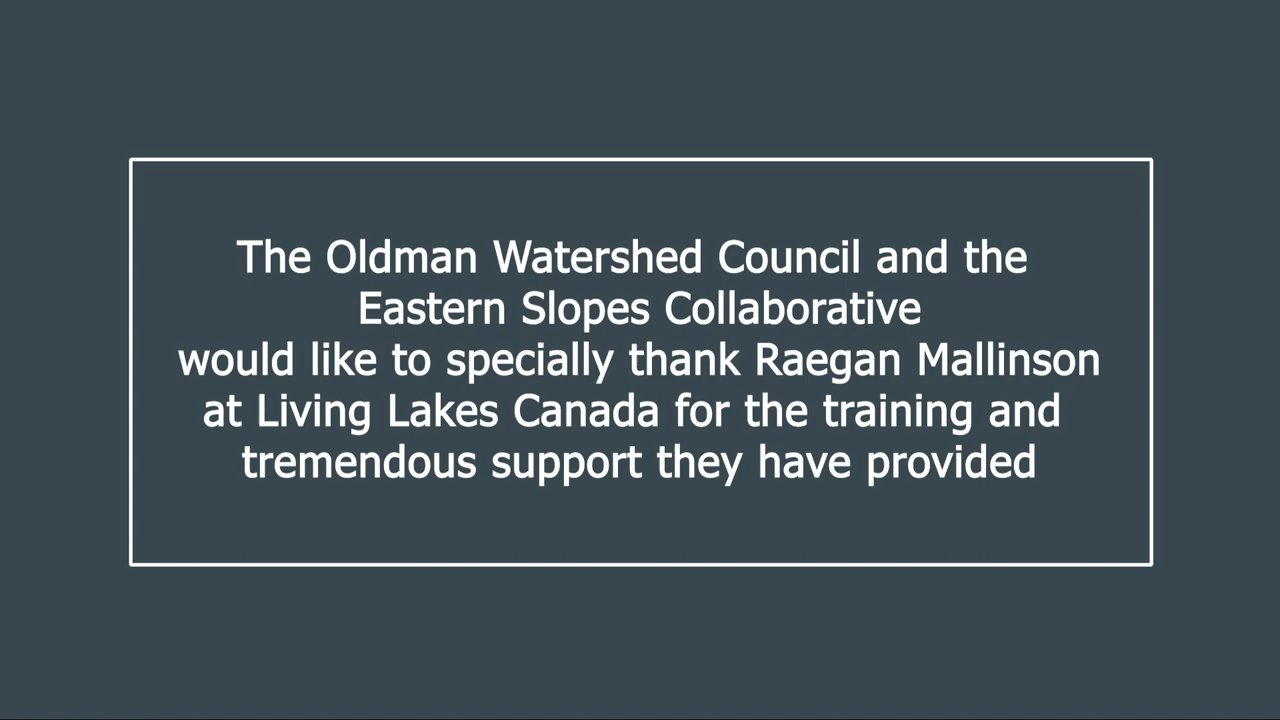 The Oldman Watershed Council and the
Eastern Slopes Collaborative
would like to specially thank Raegan Mallinson
at Living Lakes Canada for the training and
tremendous support they have provided